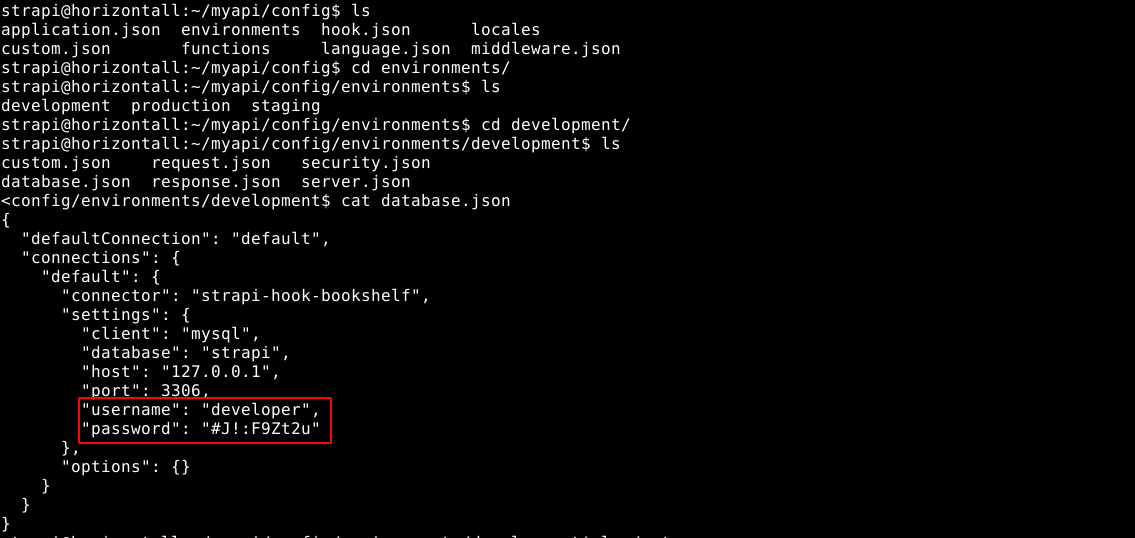 strapi@horizontall:~/myapi/config$ ls
application.json  environments  hook.json      locales
custom.json       functions     language.json  middleware.json
strapi@horizontall:~/myapi/config$ cd environments/
strapi@horizontall:~/myapi/config/environments$ ls
development  production  staging
strapi@horizontall:~/myapi/config/environments$ cd development/
strapi@horizontall:~/myapi/config/environments/development$ ls
custom.json    request.json   security.json
database.json  response.json  server.json
<config/environments/development$ cat database.json
{
  "defaultConnection": "default",
  "connections": {
    "default": {
      "connector": "strapi-hook-bookshelf",
      "settings": {
        "client": "mysql",
        "database": "strapi",
        "host": "127.0.0.1",
        "port": 3306,
        "username": "developer",
        "password": "#J!:F9Zt2u"
      },
      "options": {}
    }
  }
}